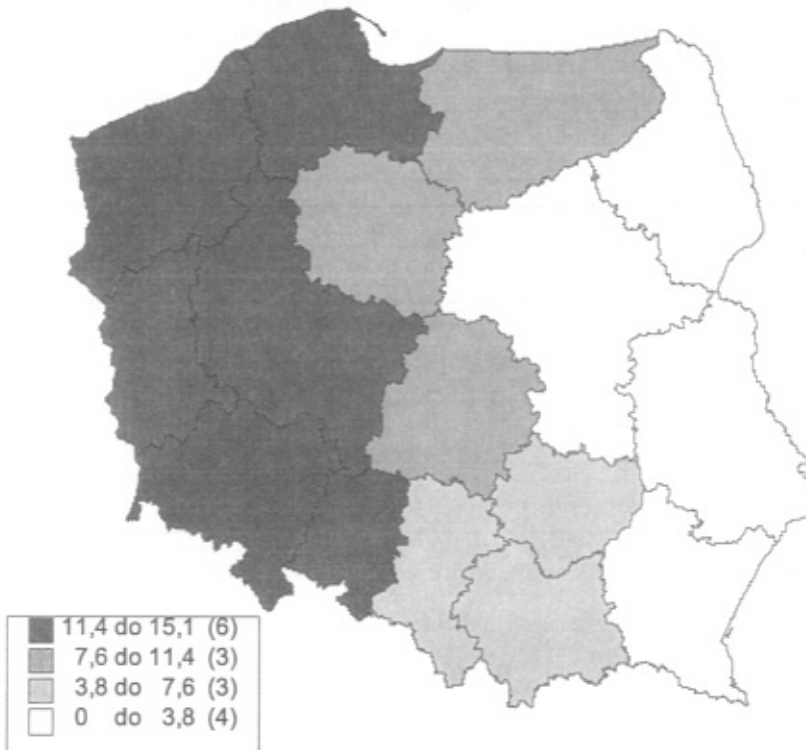 11,4 do 15,1 (6)
7,6 do 11,4 (3)
3,8 do 7,6 (3)
0 do 3,8 (4)